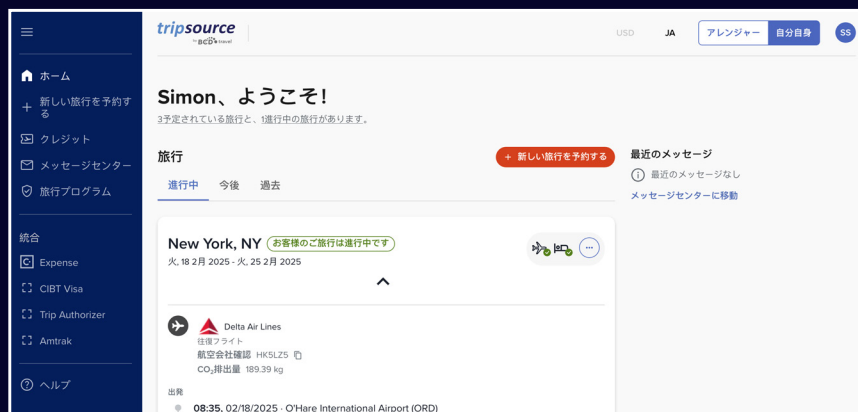 tripsource
by BCD travel
USD
JA
アレンジャー
自分自身
SS
ホーム
新しい旅行を予約す
る
クレジット
メッセージセンター
旅行プログラム
統合
Expense
CIBT Visa
Trip Authorizer
Amtrak
ヘルプ
Simon、ようこそ!
3予定されている旅行と、1進行中の旅行があります。
旅行
+ 新しい旅行を予約する
進行中 今後 過去
New York, NY お客様のご旅行は進行中です
火, 18 2月 2025 - 火, 25 2月 2025
Delta Air Lines
往復フライト
航空会社確認 HK5LZ5
CO₂排出量 189.39 kg
出発
08:35, 02/18/2025 · O'Hare International Airport (ORD)
最近のメッセージ
最近のメッセージなし
メッセージセンターに移動